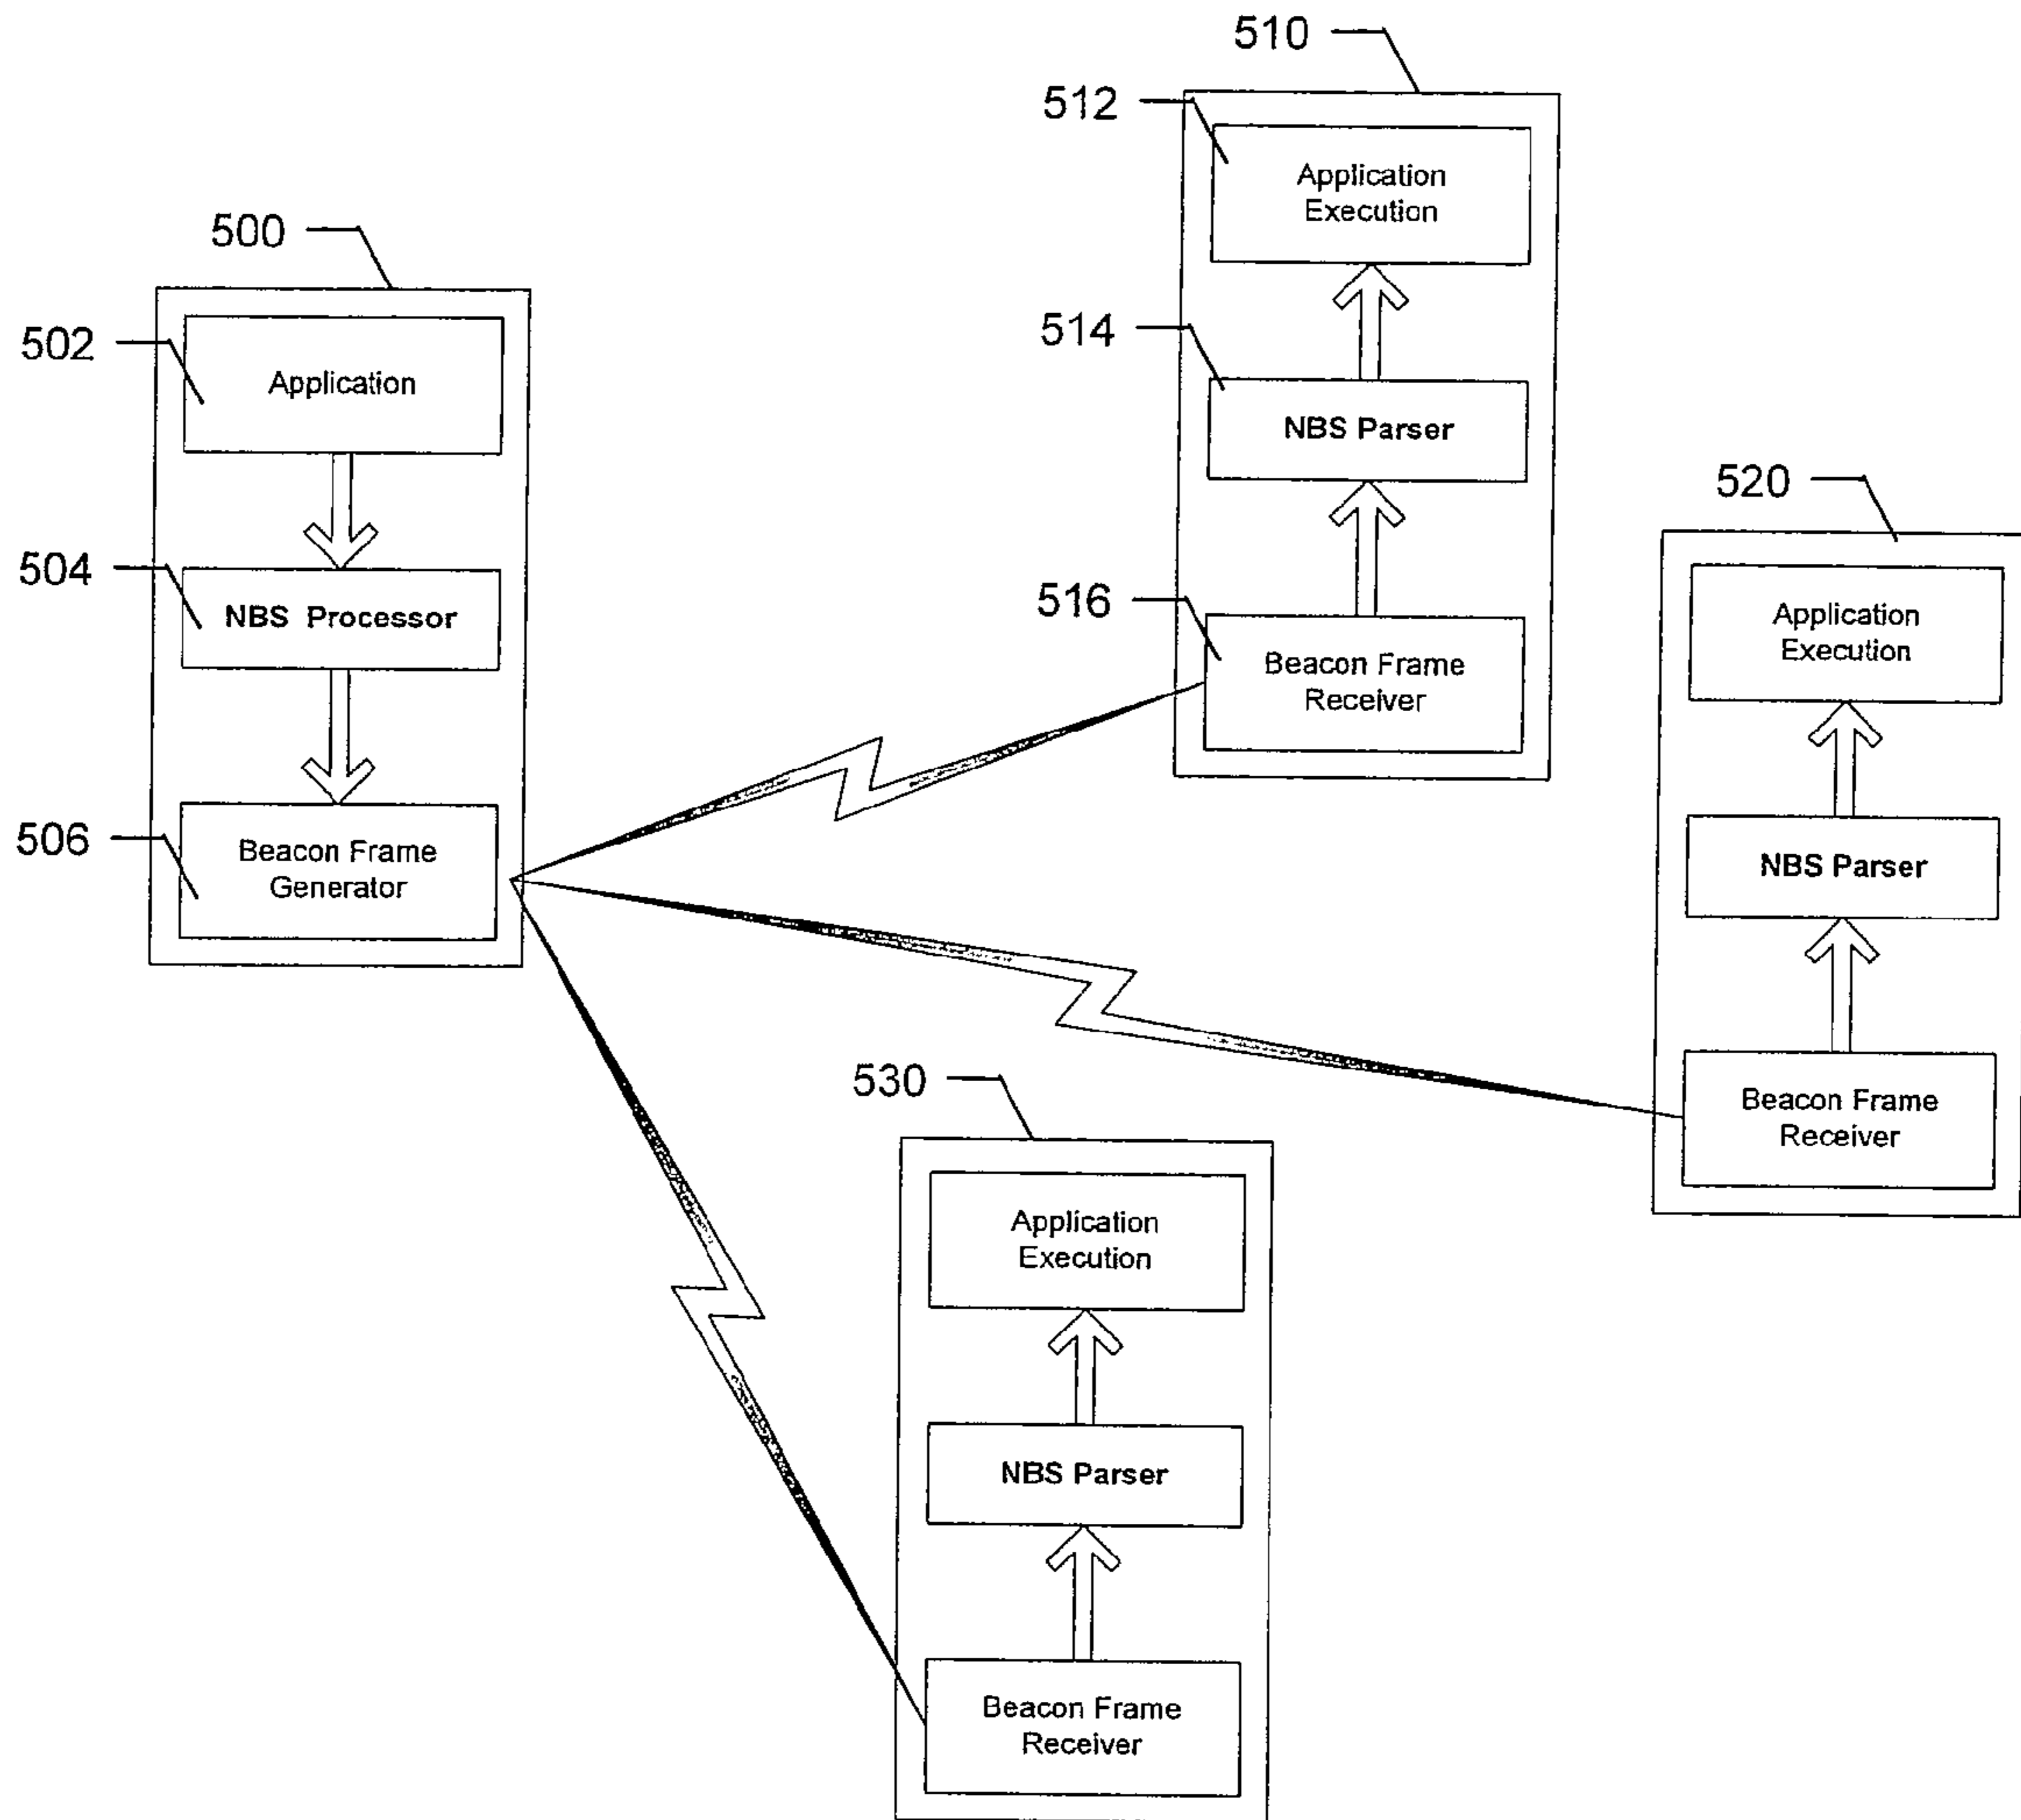 500
502
Application
504
NBS Processor
506
Beacon Frame
Generator
510
512
Application
Execution
514
NBS Parser
516
Beacon Frame
Receiver
520
Application
Execution
NBS Parser
Beacon Frame
Receiver
530
Application
Execution
NBS Parser
Beacon Frame
Receiver